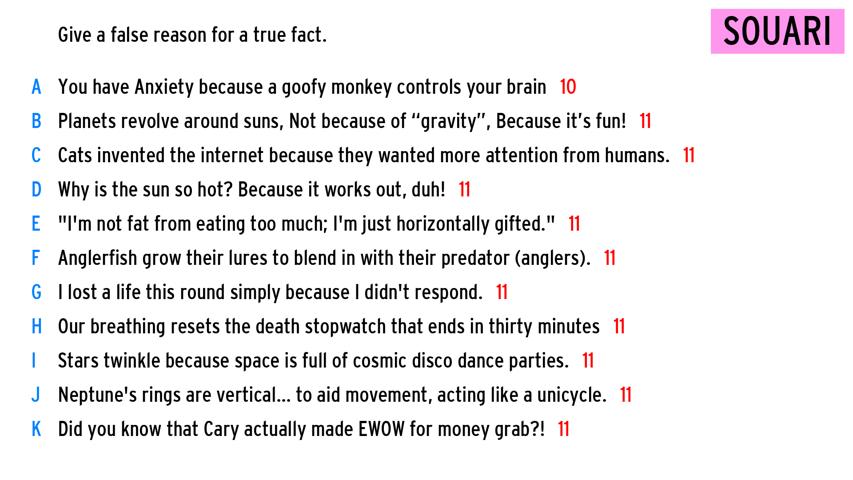 Give a false reason for a true fact.
SOUARI
A You have Anxiety because a goofy monkey controls your brain 10
B Planets revolve around suns, Not because of “gravity”, Because it’s fun! 11
C Cats invented the internet because they wanted more attention from humans. 11
D Why is the sun so hot? Because it works out, duh! 11
E "I'm not fat from eating too much; I'm just horizontally gifted." 11
F Anglerfish grow their lures to blend in with their predator (anglers). 11
G I lost a life this round simply because I didn't respond. 11
H Our breathing resets the death stopwatch that ends in thirty minutes 11
I Stars twinkle because space is full of cosmic disco dance parties. 11
J Neptune's rings are vertical... to aid movement, acting like a unicycle. 11
K Did you know that Cary actually made EWOW for money grab?! 11